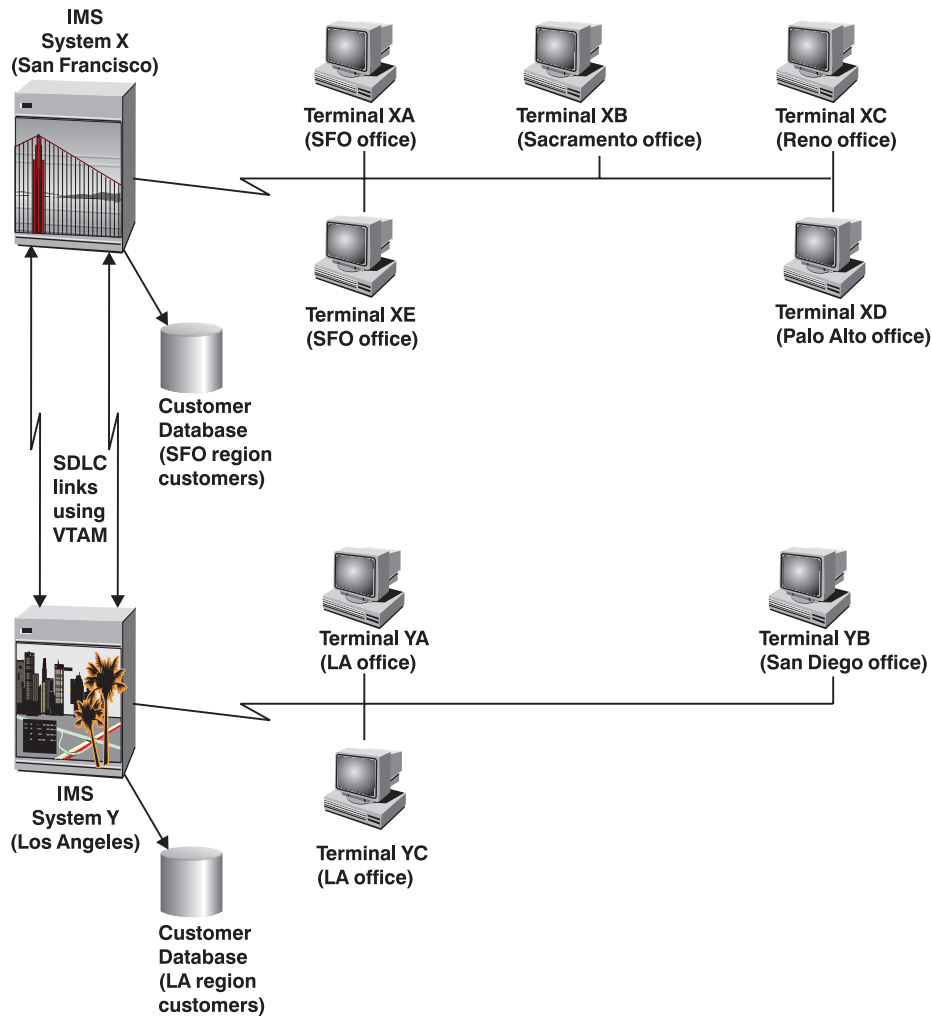 IMS
System X
(San Francisco)
Terminal XA
(SFO office)
Terminal XB
(Sacramento office)
Terminal XC
(Reno office)
Terminal XE
(SFO office)
Terminal XD
(Palo Alto office)
Customer
Database
(SFO region
customers)
SDLC
links
using
VTAM
Terminal YA
(LA office)
Terminal YB
(San Diego office)
IMS
System Y
(Los Angeles)
Terminal YC
(LA office)
Customer
Database
(LA region
customers)